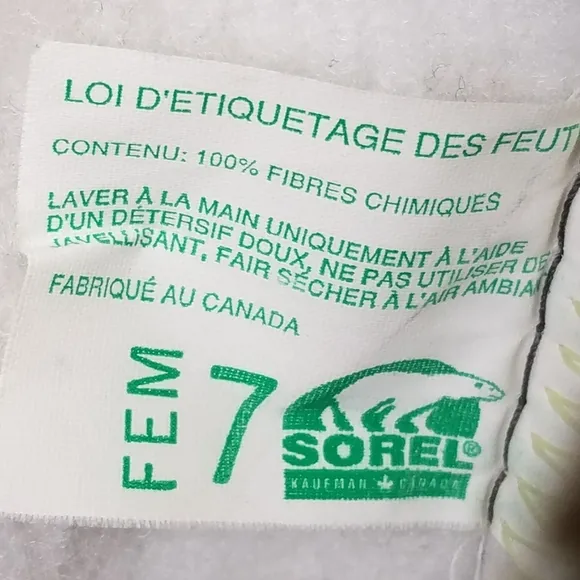 LOI D'ETIQUETAGE DES FEUT
CONTENU: 100% FIBRES CHIMIQUES
LAVER À LA MAIN UNIQUEMENT À L'AIDE
D'UN DÉTERSIF DOUX, NE PAS UTILISER DE
JAVELLISANT, FAIR SÉCHER À L'AIR AMBIAN
FABRIQUÉ AU CANADA
FEM 7
SOREL®
KAUFMAN CANADA